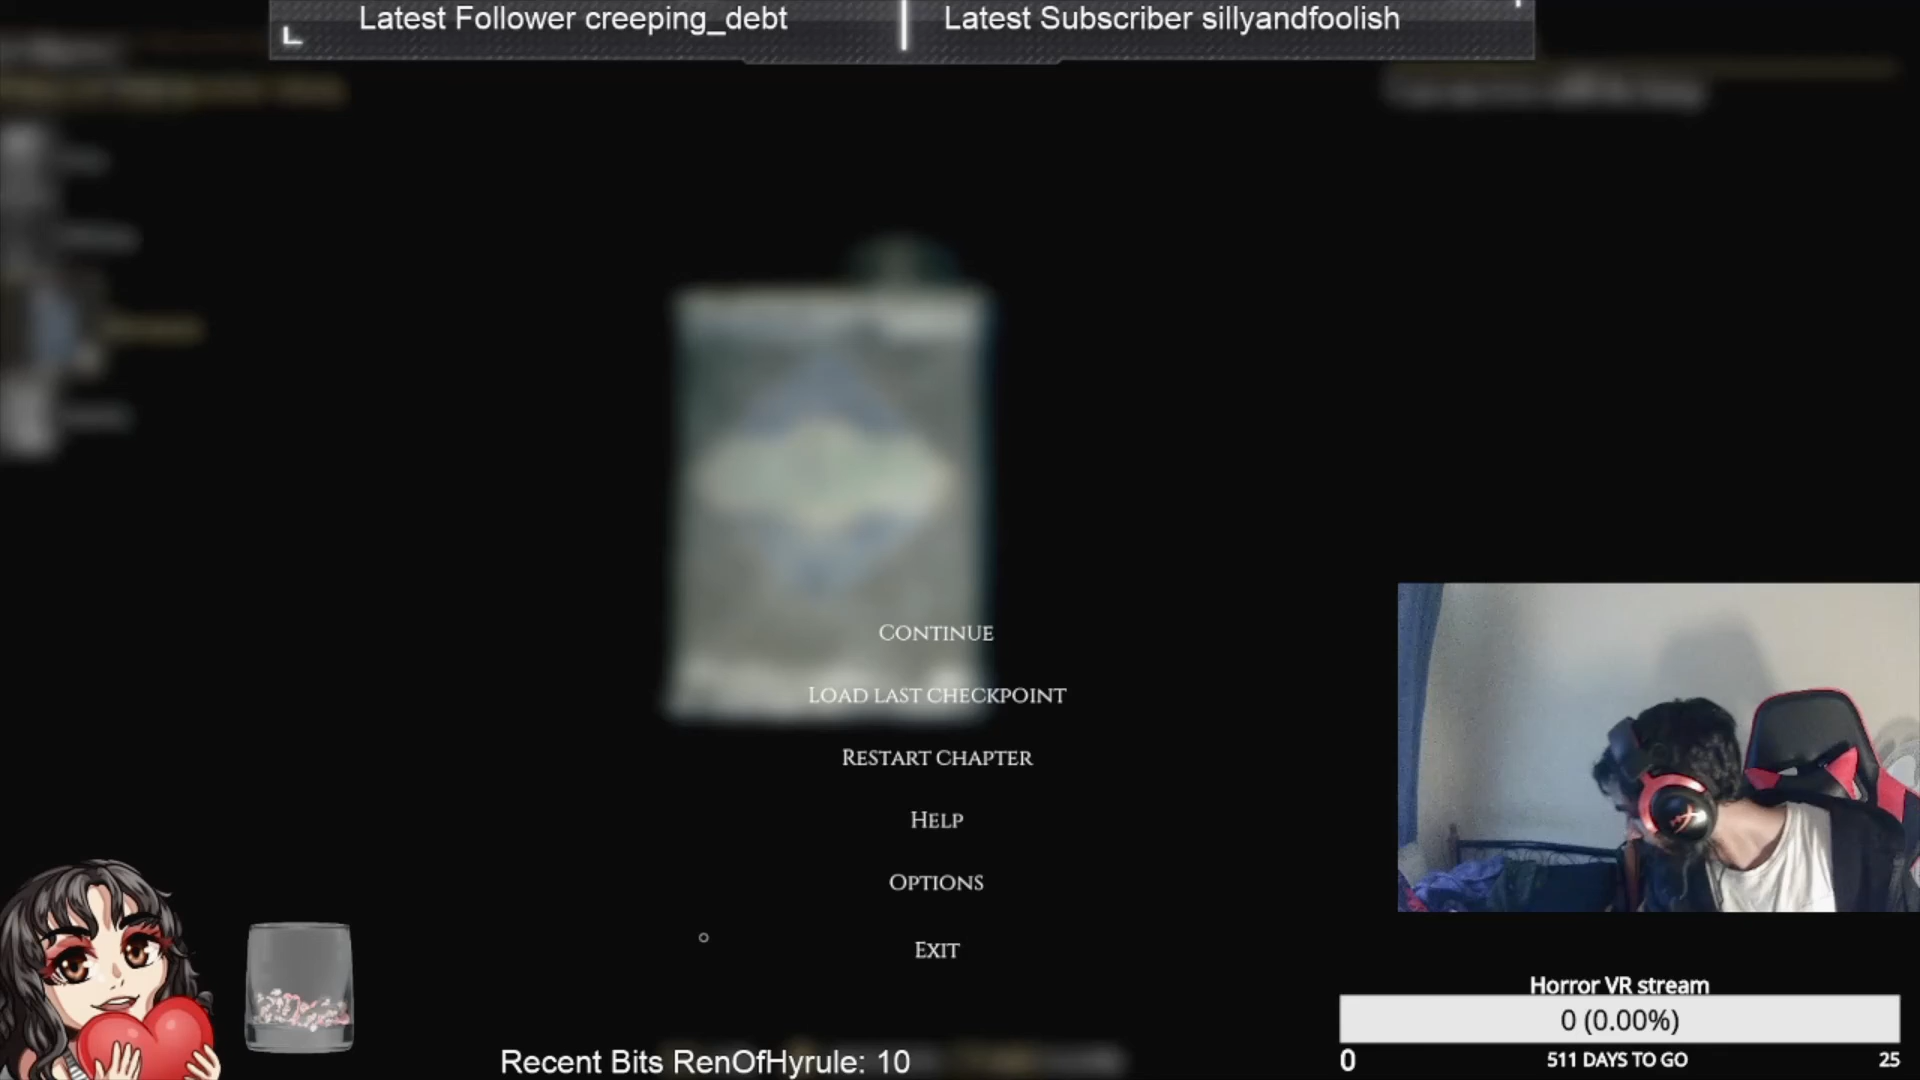 Latest Follower creeping_debt
Latest Subscriber sillyandfoolish
Continue
Load last checkpoint
Restart Chapter
Help
Options
Exit
Horror VR stream
0 (0.00%)
0 511 DAYS TO GO 25
Recent Bits RenOfHyrule: 10